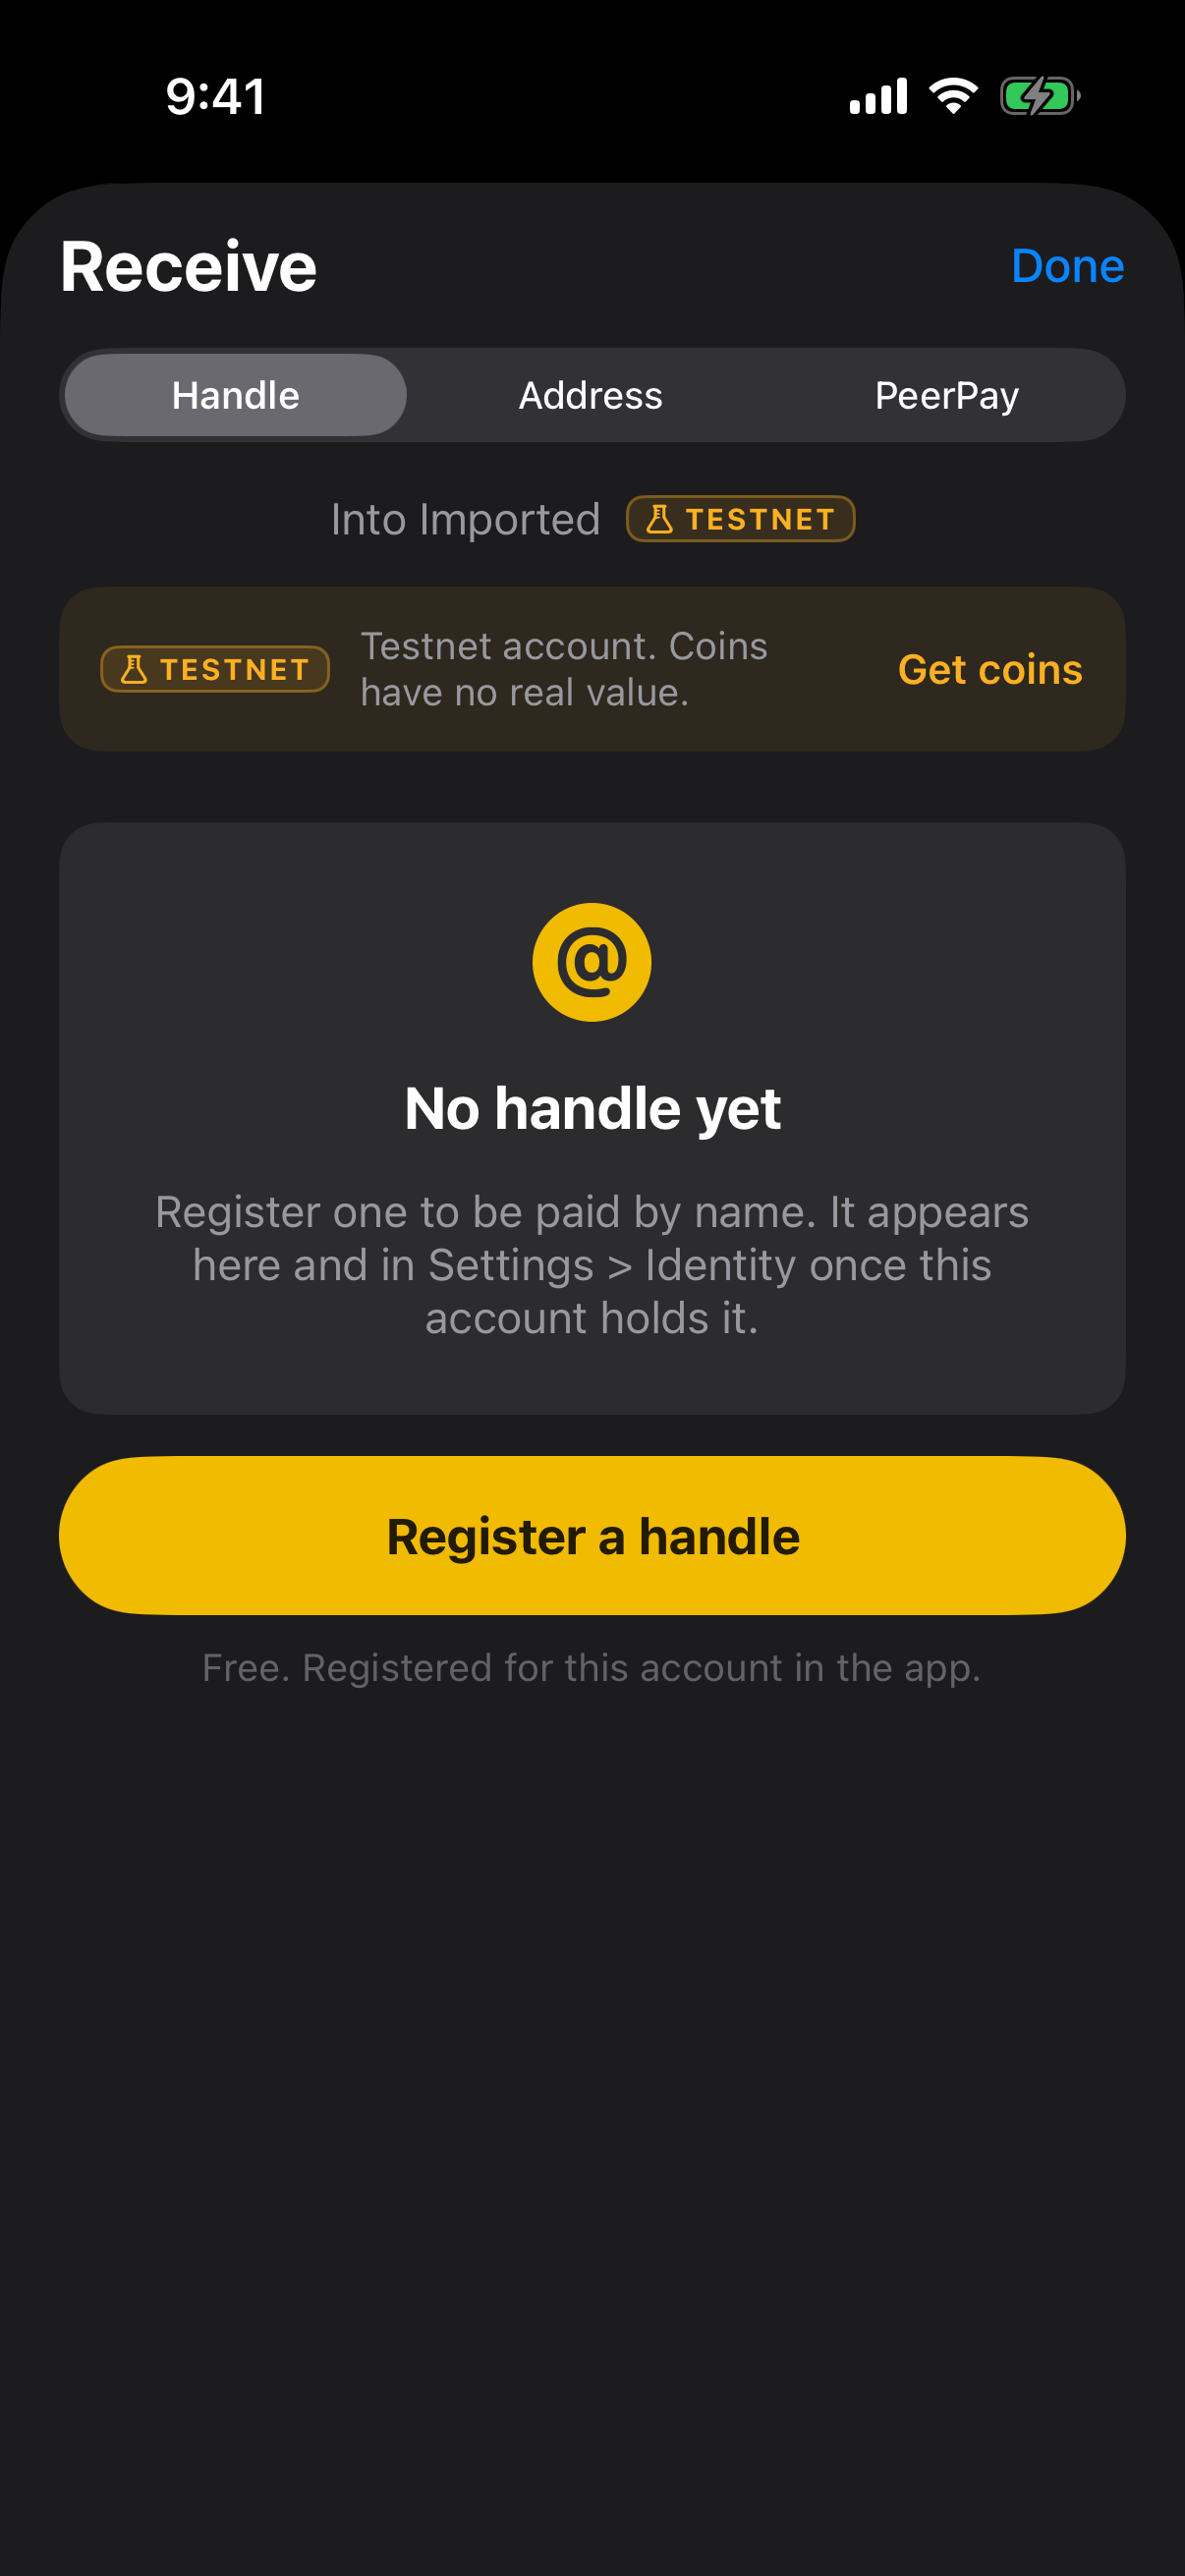 9:41
Receive
Done
Handle
Address
PeerPay
Into Imported
TESTNET
TESTNET
Testnet account. Coins
have no real value.
Get coins
@
No handle yet
Register one to be paid by name. It appears
here and in Settings > Identity once this
account holds it.
Register a handle
Free. Registered for this account in the app.